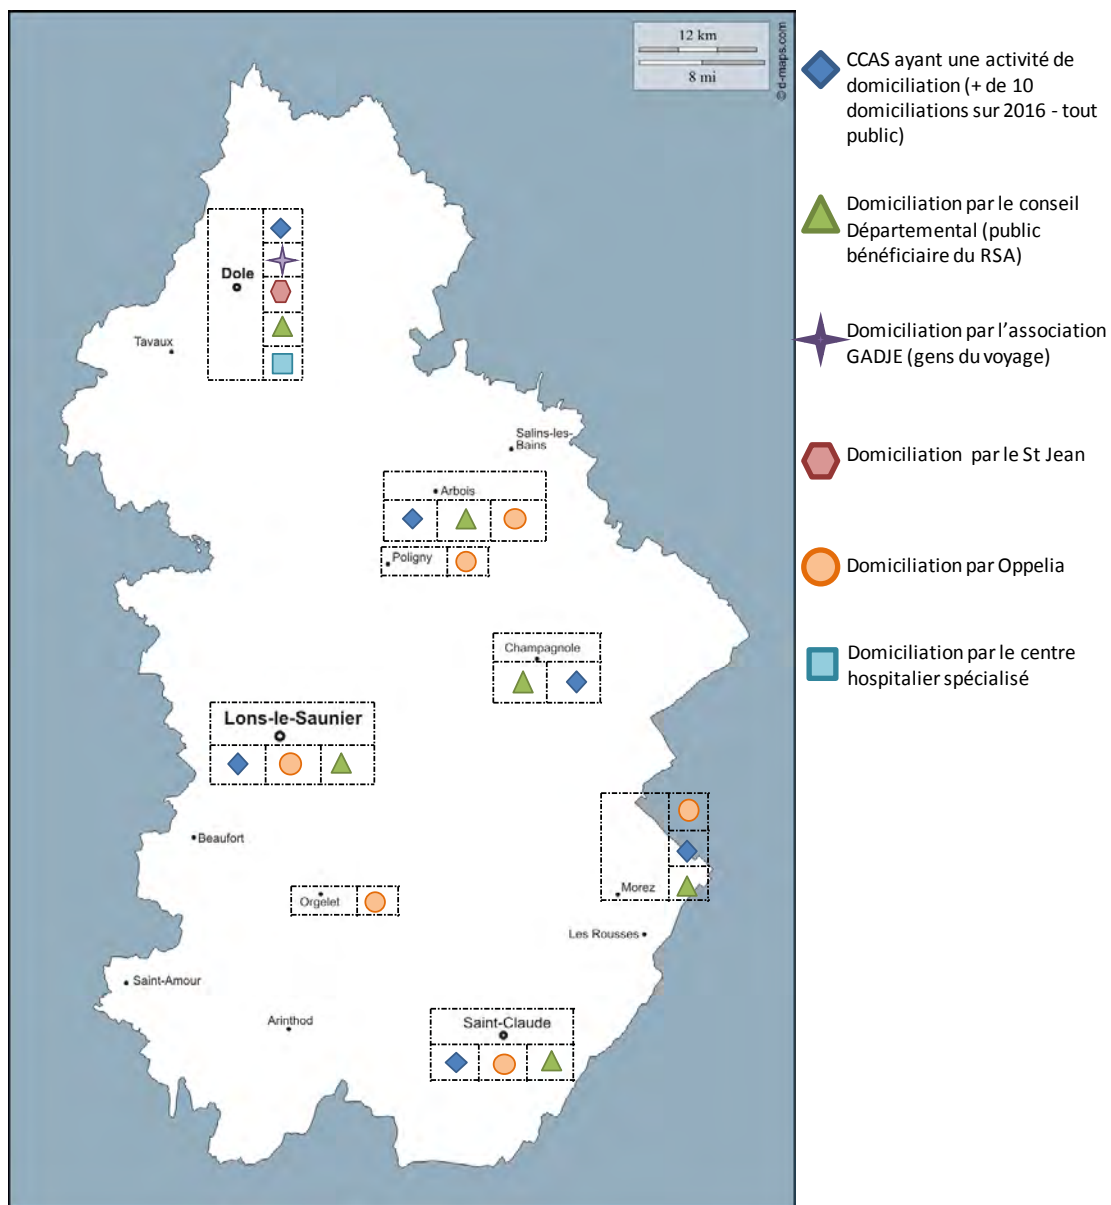 12 km
8 mi
© d-maps.com
Dole
Tavaux
Salins-les-
Bains
Arbois
Poligny
Champagnole
Lons-le-Saunier
Beaufort
Orgelet
Morez
Les Rousses
Saint-Amour
Arinthod
Saint-Claude
CCAS ayant une activité de
domiciliation (+ de 10
domiciliations sur 2016 - tout
public)
Domiciliation par le conseil
Départemental (public
bénéficiaire du RSA)
Domiciliation par l’association
GADJE (gens du voyage)
Domiciliation par le St Jean
Domiciliation par Oppelia
Domiciliation par le centre
hospitalier spécialisé